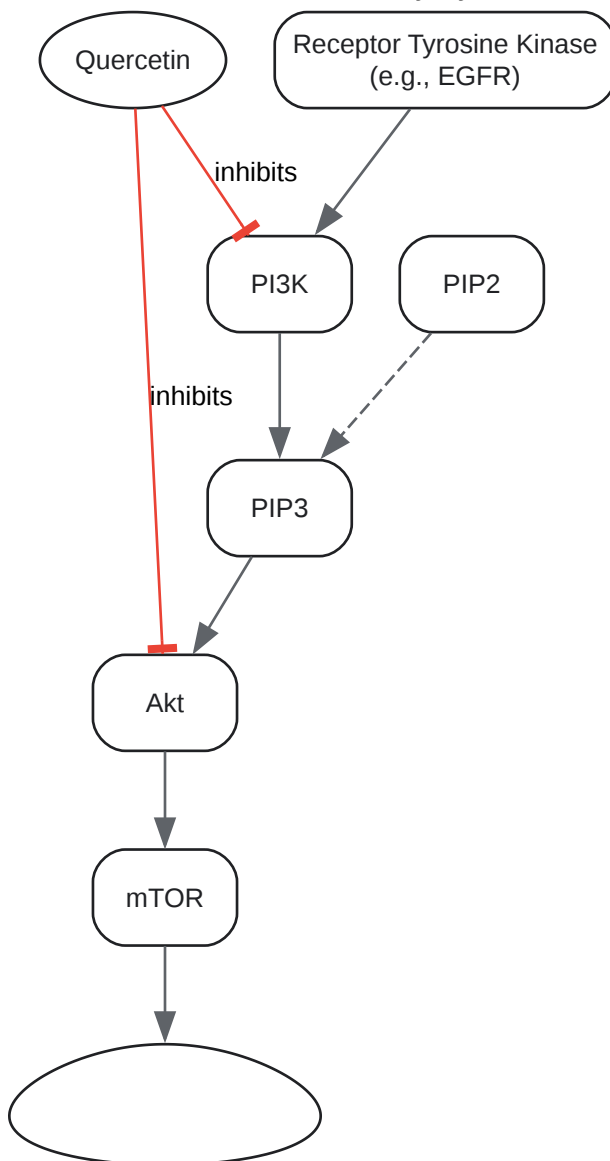 Quercetin
Receptor Tyrosine Kinase
(e.g., EGFR)
inhibits
PI3K
PIP2
inhibits
PIP3
Akt
mTOR